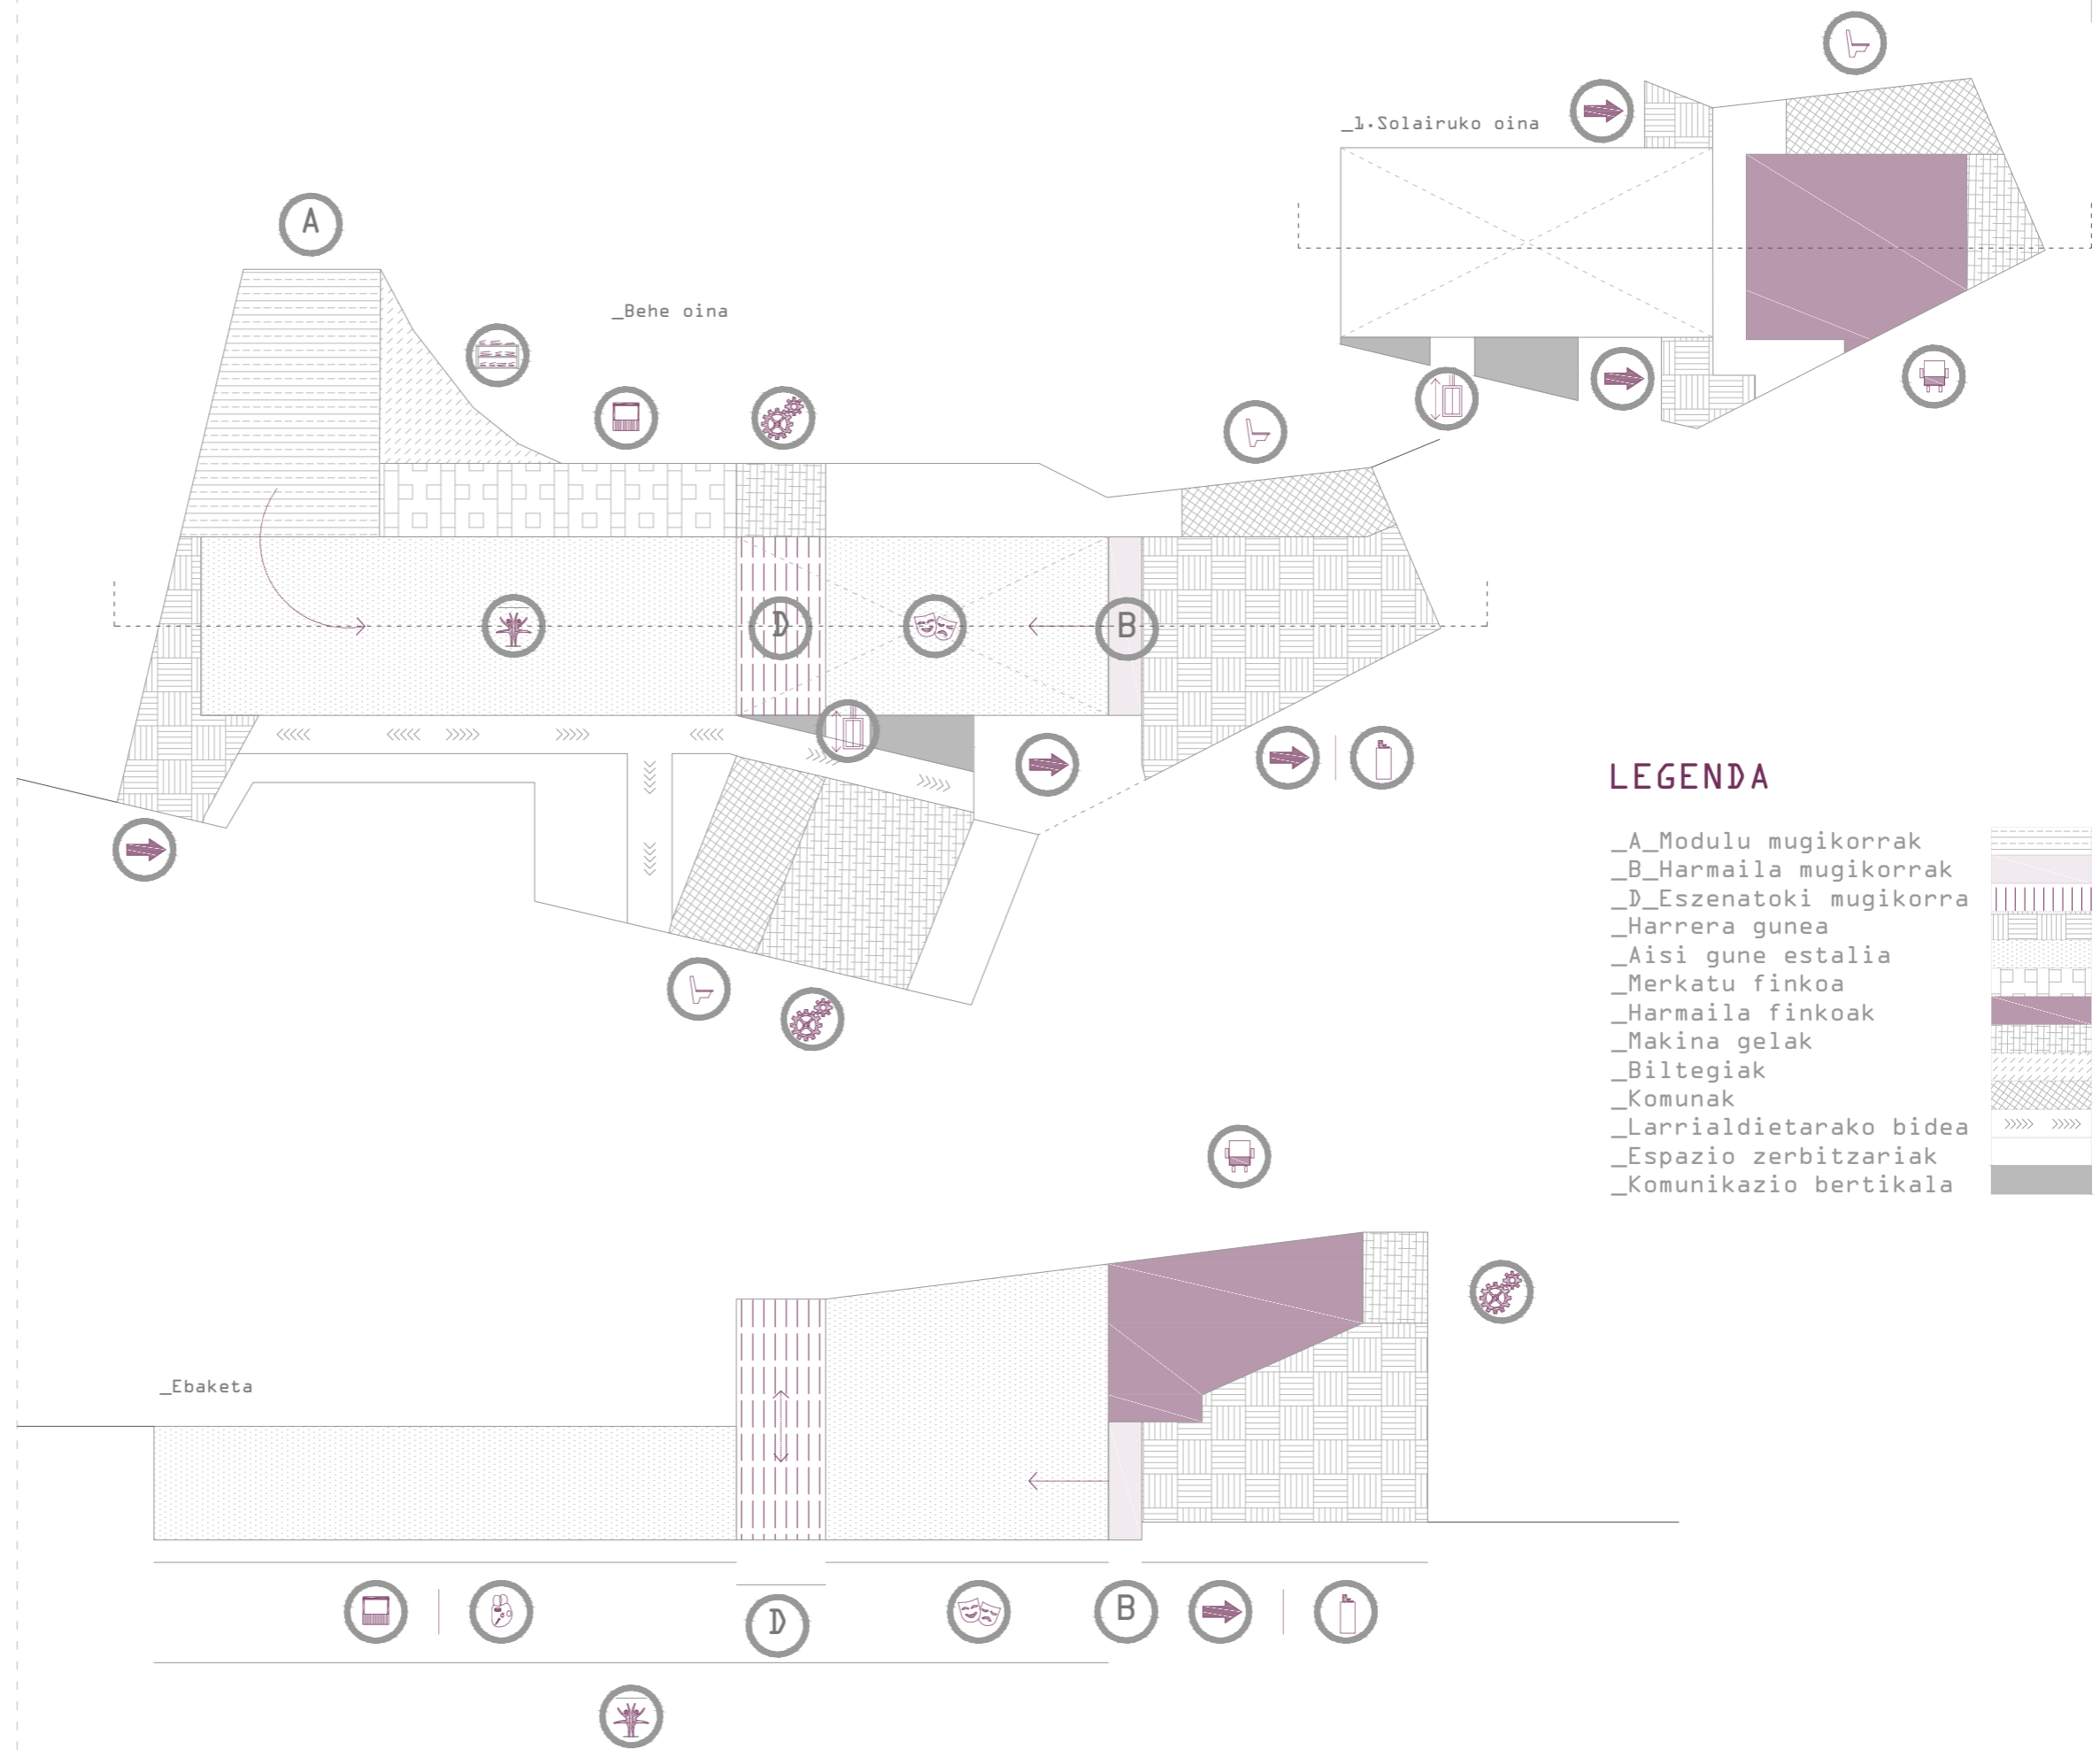 _1.Solairuko oina
A
_Behe oina
D
B
LEGENDA
_A_Modulu mugikorrak
_B_Harmaila mugikorrak
_D_Eszenatoki mugikorra
_Harrera gunea
_Aisi gune estalia
_Merkatu finkoa
_Harmaila finkoak
_Makina gelak
_Biltegiak
_Komunak
_Larrialdietarako bidea
_Espazio zerbitzariak
_Komunikazio bertikala
_Ebaketa
D
B